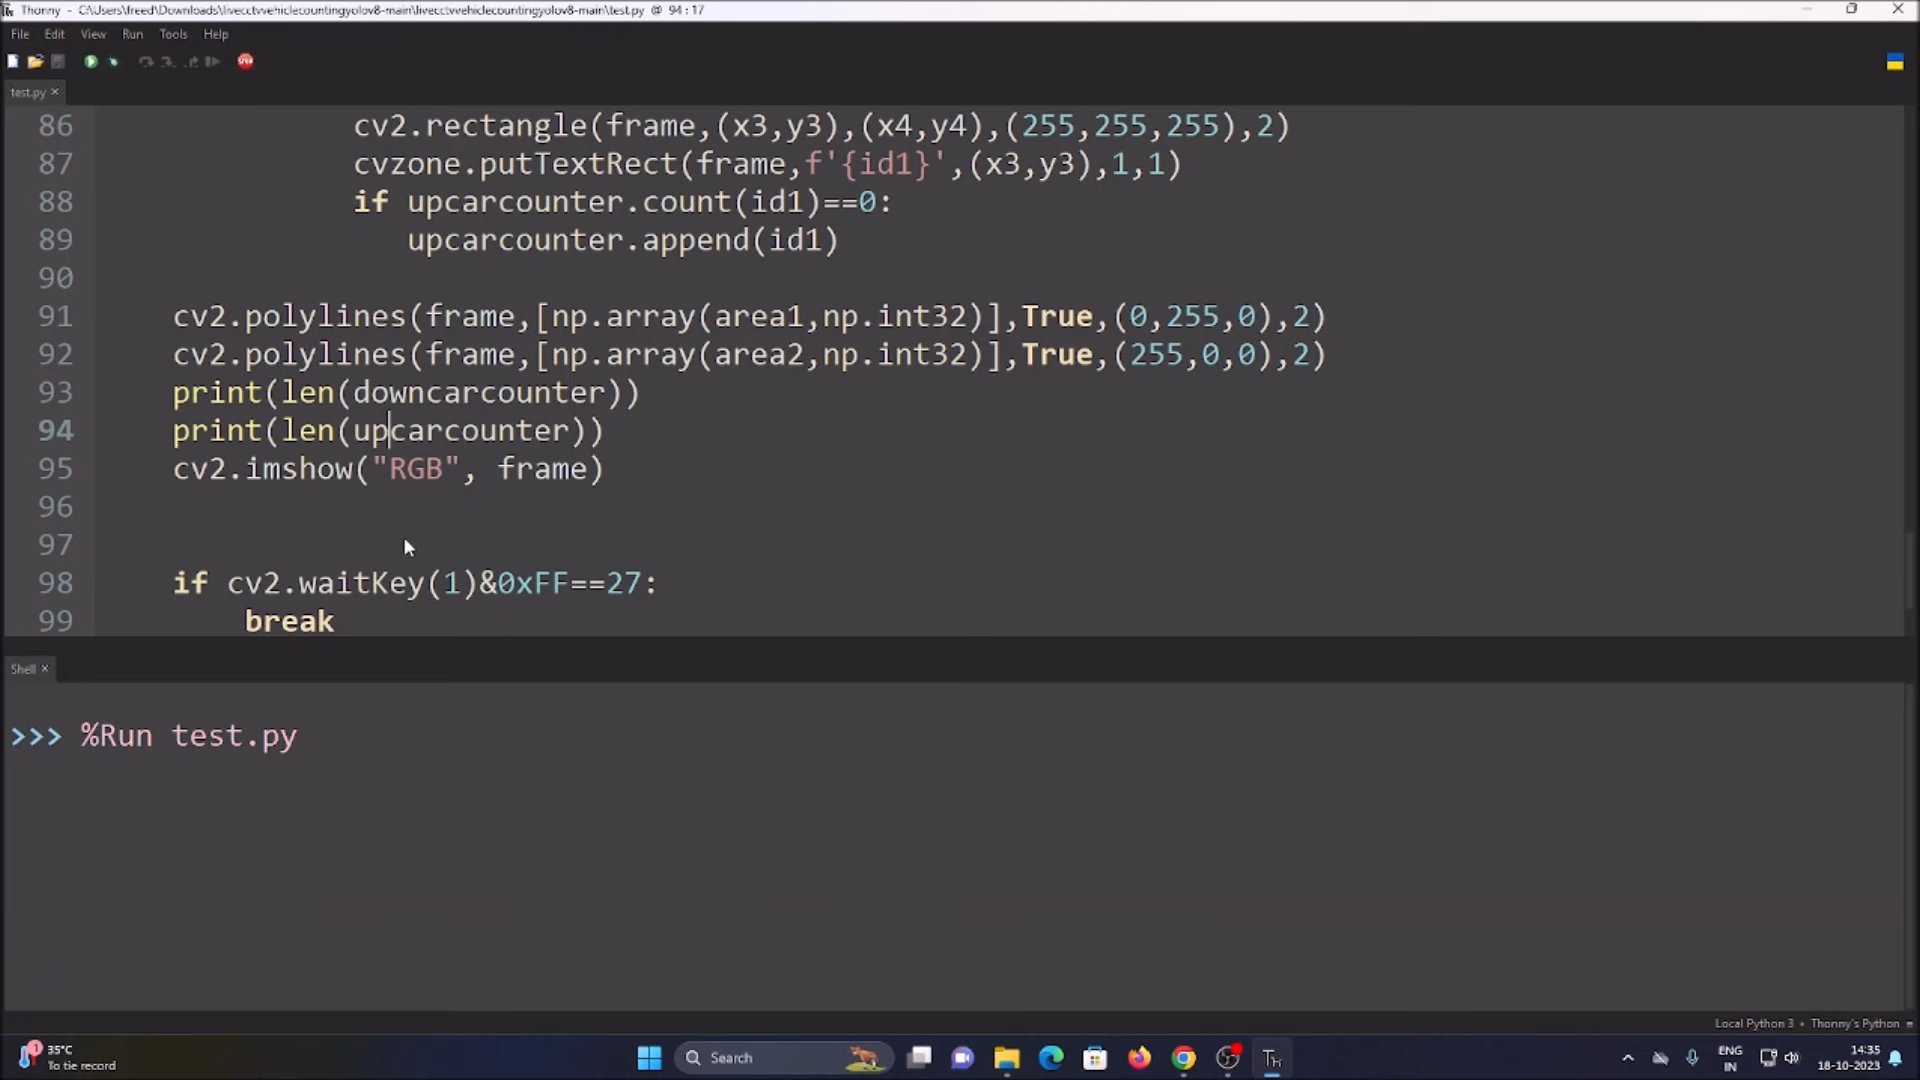 Thonny - C:\Users\freed\Downloads\livecctvvehiclecountingyolov8-main\livecctvvehiclecountingyolov8-main\test.py @ 94:17
File Edit View Run Tools Help
test.py ×
86 cv2.rectangle(frame,(x3,y3),(x4,y4),(255,255,255),2)
87 cvzone.putTextRect(frame,f'{id1}',(x3,y3),1,1)
88 if upcarcounter.count(id1)==0:
89 upcarcounter.append(id1)
90
91 cv2.polylines(frame,[np.array(area1,np.int32)],True,(0,255,0),2)
92 cv2.polylines(frame,[np.array(area2,np.int32)],True,(255,0,0),2)
93 print(len(downcarcounter))
94 print(len(upcarcounter))
95 cv2.imshow("RGB", frame)
96
97
98 if cv2.waitKey(1)&0xFF==27:
99 break
Shell ×
>>> %Run test.py
Local Python 3 • Thonny's Python
1 35°C
To tie record
Search
Th
ENG
IN
14:35
18-10-2023